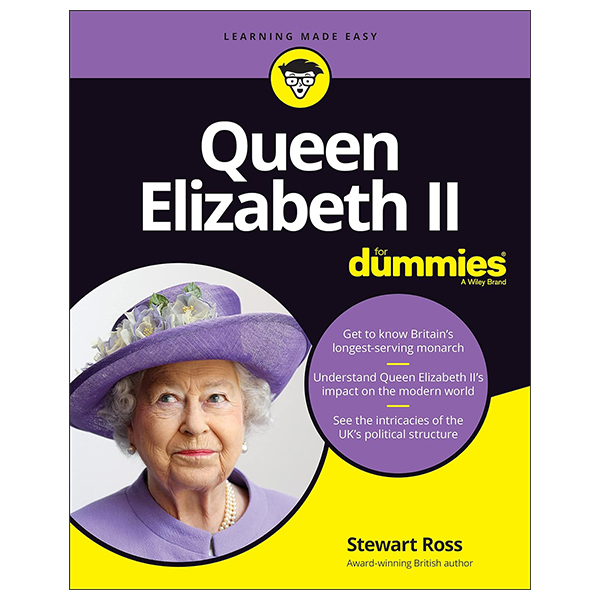 LEARNING MADE EASY
Queen
Elizabeth II
for
dummies®
A Wiley Brand
Get to know Britain's
longest-serving monarch
Understand Queen Elizabeth II's
impact on the modern world
See the intricacies of the
UK's political structure
Stewart Ross
Award-winning British author